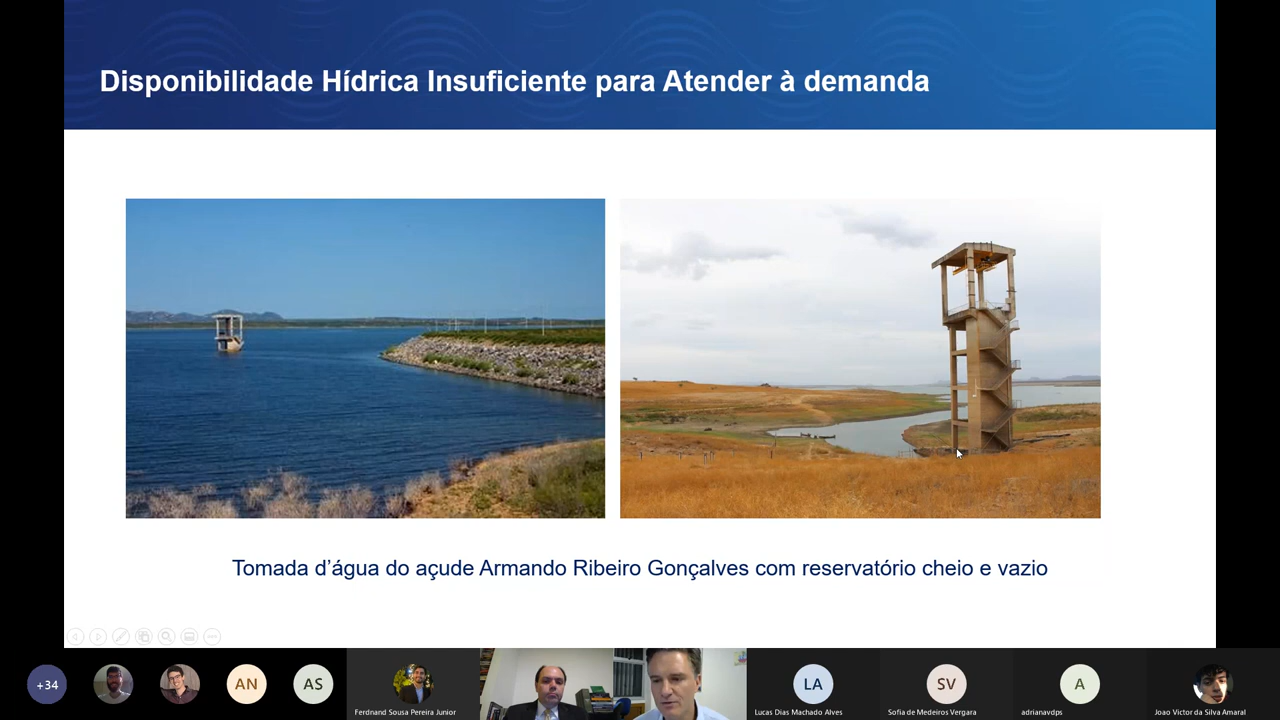 Disponibilidade Hídrica Insuficiente para Atender à demanda
Tomada d'água do açude Armando Ribeiro Gonçalves com reservatório cheio e vazio
+34
AN
AS
LA
SV
A
Ferdnand Sousa Pereira Junior
Lucas Dias Machado Alves
Sofia de Medeiros Vergara
adrianavdps
Joao Victor da Silva Amaral